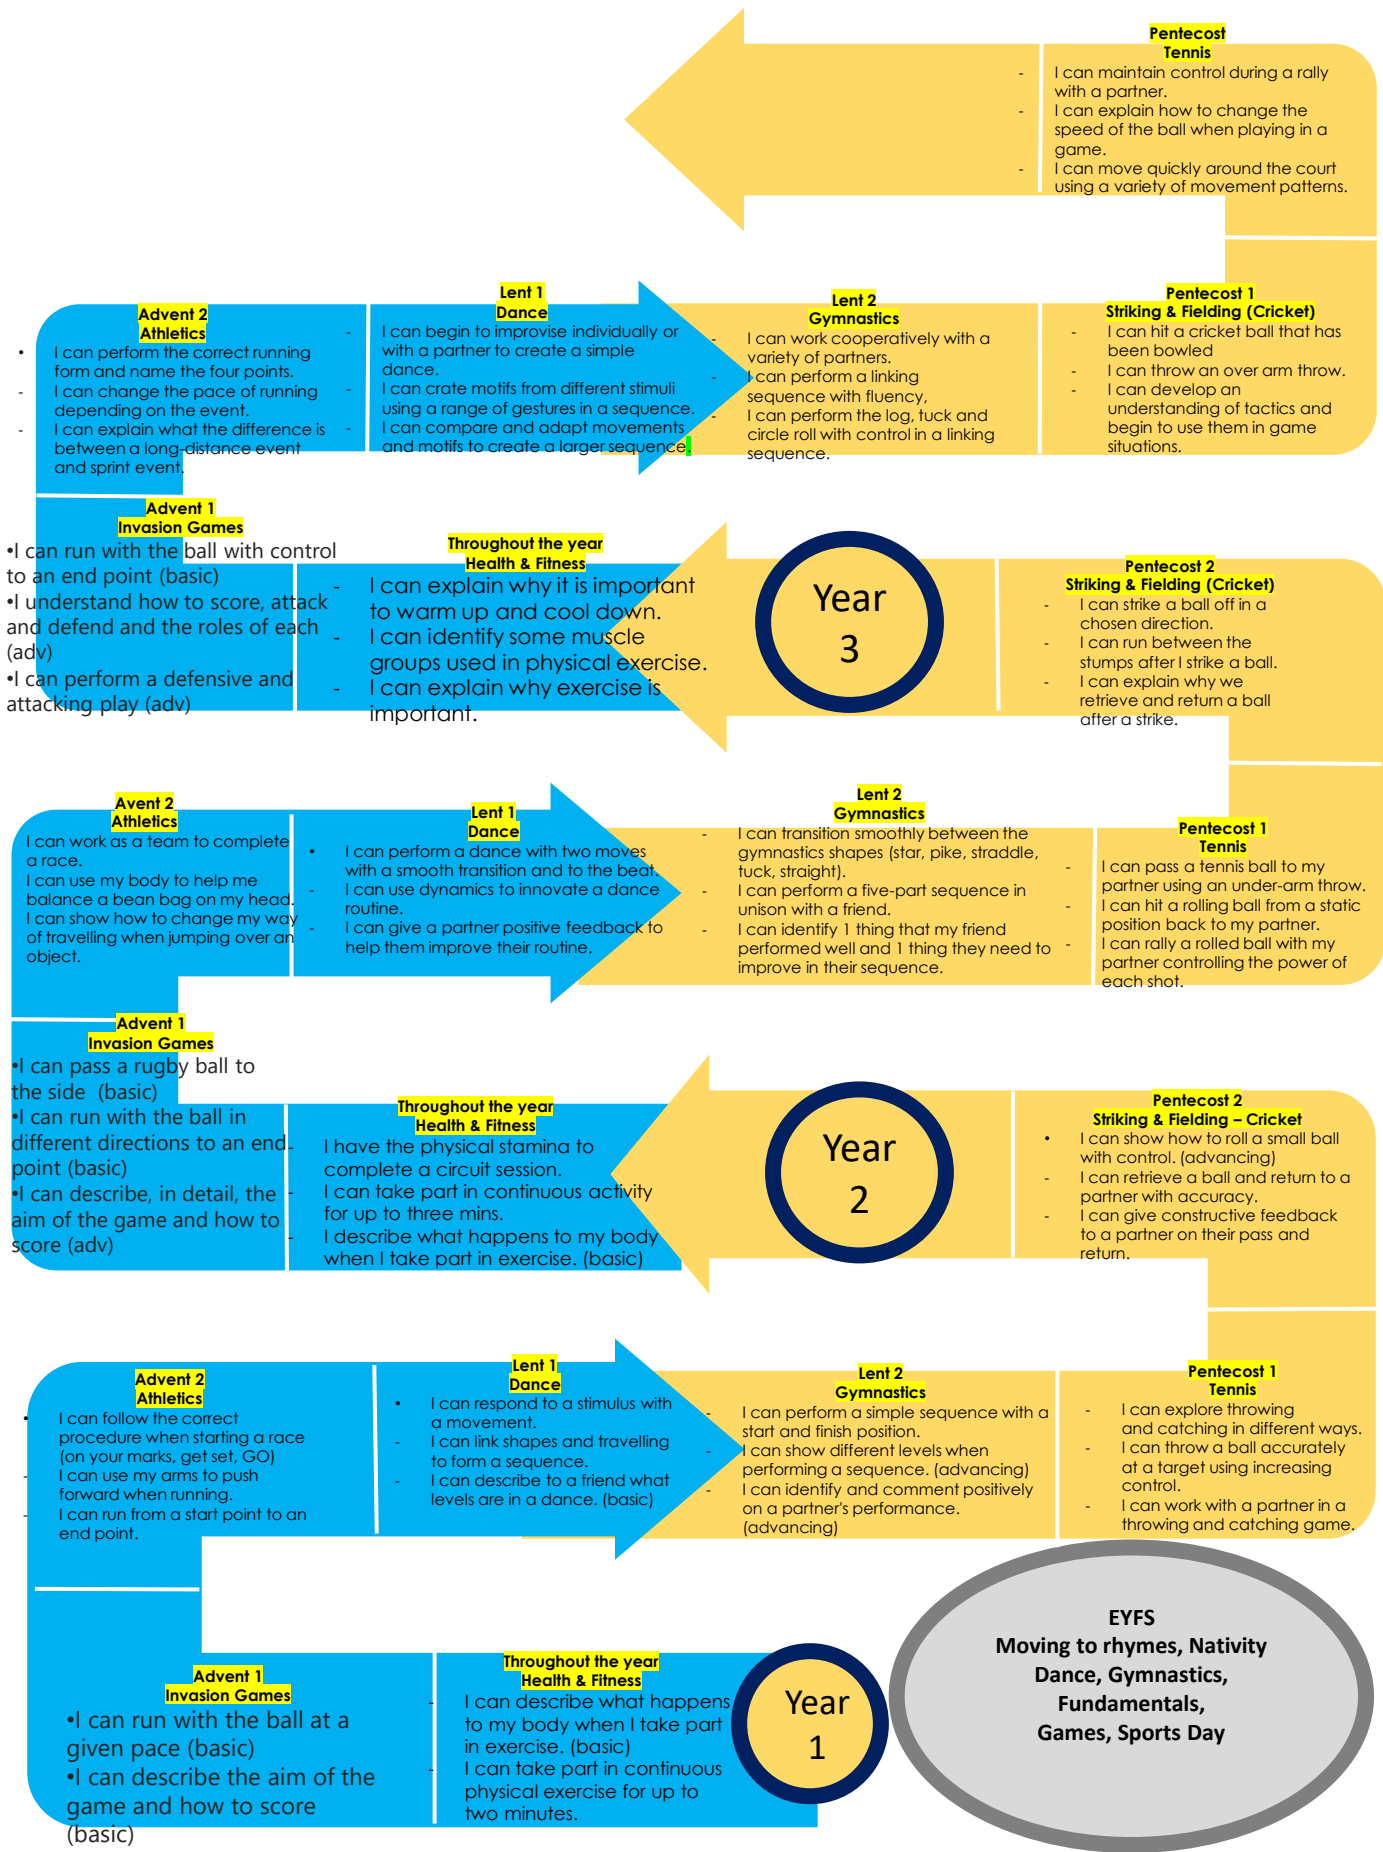 Pentecost
Tennis
- I can maintain control during a rally
with a partner.
- I can explain how to change the
speed of the ball when playing in a
game.
- I can move quickly around the court
using a variety of movement patterns.
Advent 2
Athletics
• I can perform the correct running
form and name the four points.
- I can change the pace of running
depending on the event.
- I can explain what the difference is
between a long-distance event
and sprint event.
Lent 1
Dance
- I can begin to improvise individually or
with a partner to create a simple
dance.
- I can crate motifs from different stimuli
using a range of gestures in a sequence.
- I can compare and adapt movements
and motifs to create a larger sequence.
Lent 2
Gymnastics
- I can work cooperatively with a
variety of partners.
- I can perform a linking
sequence with fluency,
- I can perform the log, tuck and
circle roll with control in a linking
sequence.
Pentecost 1
Striking & Fielding (Cricket)
- I can hit a cricket ball that has
been bowled
- I can throw an over arm throw.
- I can develop an
understanding of tactics and
begin to use them in game
situations.
Advent 1
Invasion Games
•I can run with the ball with control
to an end point (basic)
•I understand how to score, attack
and defend and the roles of each
(adv)
•I can perform a defensive and
attacking play (adv)
Throughout the year
Health & Fitness
- I can explain why it is important
to warm up and cool down.
- I can identify some muscle
groups used in physical exercise.
- I can explain why exercise is
important.
Year
3
Pentecost 2
Striking & Fielding (Cricket)
- I can strike a ball off in a
chosen direction.
- I can run between the
stumps after I strike a ball.
- I can explain why we
retrieve and return a ball
after a strike.
Avent 2
Athletics
I can work as a team to complete
a race.
I can use my body to help me
balance a bean bag on my head.
I can show how to change my way
of travelling when jumping over an
object.
Lent 1
Dance
• I can perform a dance with two moves
with a smooth transition and to the beat.
- I can use dynamics to innovate a dance
routine.
- I can give a partner positive feedback to
help them improve their routine.
Lent 2
Gymnastics
- I can transition smoothly between the
gymnastics shapes (star, pike, straddle,
tuck, straight).
- I can perform a five-part sequence in
unison with a friend.
- I can identify 1 thing that my friend
performed well and 1 thing they need to
improve in their sequence.
Pentecost 1
Tennis
- I can pass a tennis ball to my
partner using an under-arm throw.
- I can hit a rolling ball from a static
position back to my partner.
- I can rally a rolled ball with my
partner controlling the power of
each shot.
Advent 1
Invasion Games
•I can pass a rugby ball to
the side (basic)
•I can run with the ball in
different directions to an end
point (basic)
•I can describe, in detail, the
aim of the game and how to
score (adv)
Throughout the year
Health & Fitness
- I have the physical stamina to
complete a circuit session.
- I can take part in continuous activity
for up to three mins.
- I describe what happens to my body
when I take part in exercise. (basic)
Year
2
Pentecost 2
Striking & Fielding – Cricket
• I can show how to roll a small ball
with control. (advancing)
- I can retrieve a ball and return to a
partner with accuracy.
- I can give constructive feedback
to a partner on their pass and
return.
Advent 2
Athletics
• I can follow the correct
procedure when starting a race
(on your marks, get set, GO)
- I can use my arms to push
forward when running.
- I can run from a start point to an
end point.
Lent 1
Dance
• I can respond to a stimulus with
a movement.
- I can link shapes and travelling
to form a sequence.
- I can describe to a friend what
levels are in a dance. (basic)
Lent 2
Gymnastics
- I can perform a simple sequence with a
start and finish position.
- I can show different levels when
performing a sequence. (advancing)
- I can identify and comment positively
on a partner's performance.
(advancing)
Pentecost 1
Tennis
- I can explore throwing
and catching in different ways.
- I can throw a ball accurately
at a target using increasing
control.
- I can work with a partner in a
throwing and catching game.
Advent 1
Invasion Games
•I can run with the ball at a
given pace (basic)
•I can describe the aim of the
game and how to score
(basic)
Throughout the year
Health & Fitness
- I can describe what happens
to my body when I take part
in exercise. (basic)
- I can take part in continuous
physical exercise for up to
two minutes.
Year
1
EYFS
Moving to rhymes, Nativity
Dance, Gymnastics,
Fundamentals,
Games, Sports Day